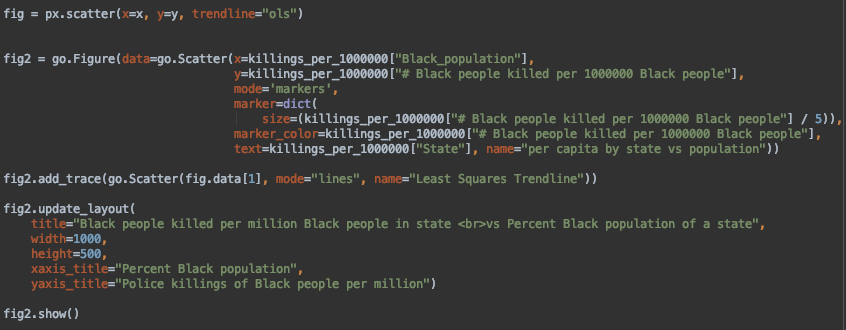 fig = px.scatter(x=x, y=y, trendline="ols")
fig2 = go.Figure(data=go.Scatter(x=killings_per_1000000["Black_population"],
y=killings_per_1000000["# Black people killed per 1000000 Black people"],
mode='markers',
marker=dict(
size=(killings_per_1000000["# Black people killed per 1000000 Black people"] / 5)),
marker_color=killings_per_1000000["# Black people killed per 1000000 Black people"],
text=killings_per_1000000["State"], name="per capita by state vs population"))
fig2.add_trace(go.Scatter(fig.data[1], mode="lines", name="Least Squares Trendline"))
fig2.update_layout(
title="Black people killed per million Black people in state <br>vs Percent Black population of a state",
width=1000,
height=500,
xaxis_title="Percent Black population",
yaxis_title="Police killings of Black people per million")
fig2.show()